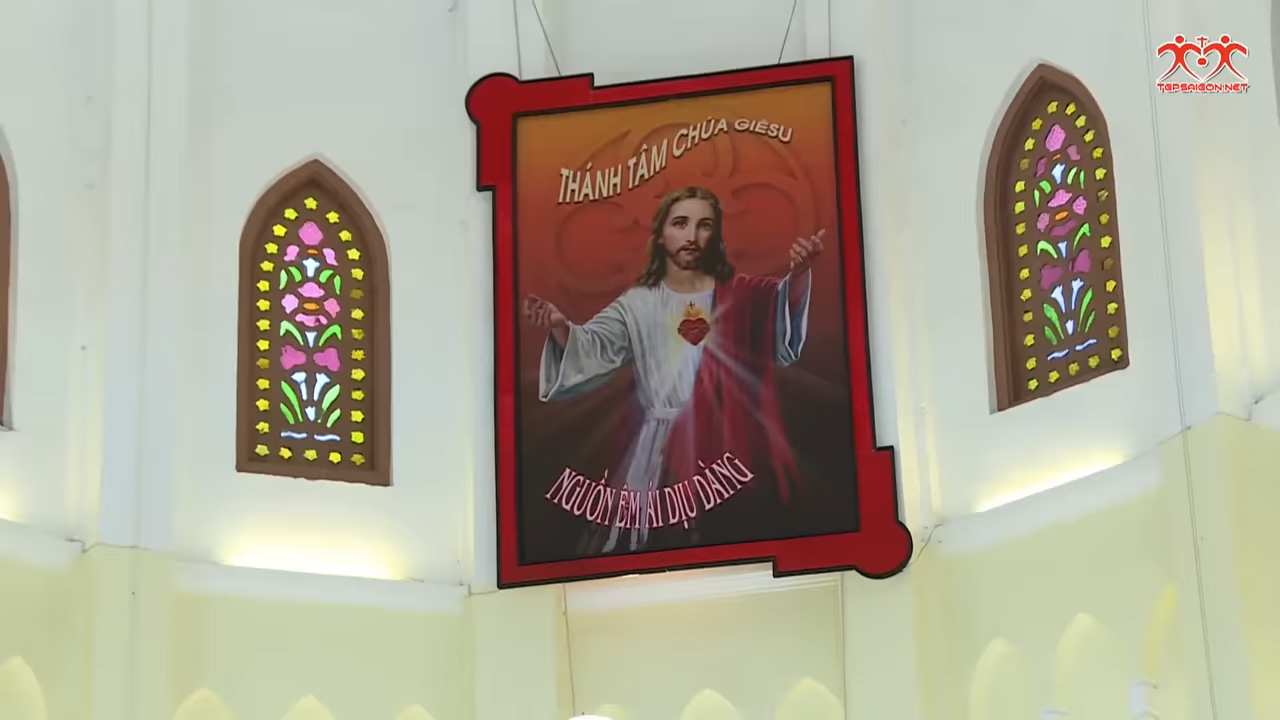 THÁNH TÂM CHÚA GIÊSU
NGUỒN ÊM ÁI DỊU DÀNG
TGPSAIGON.NET